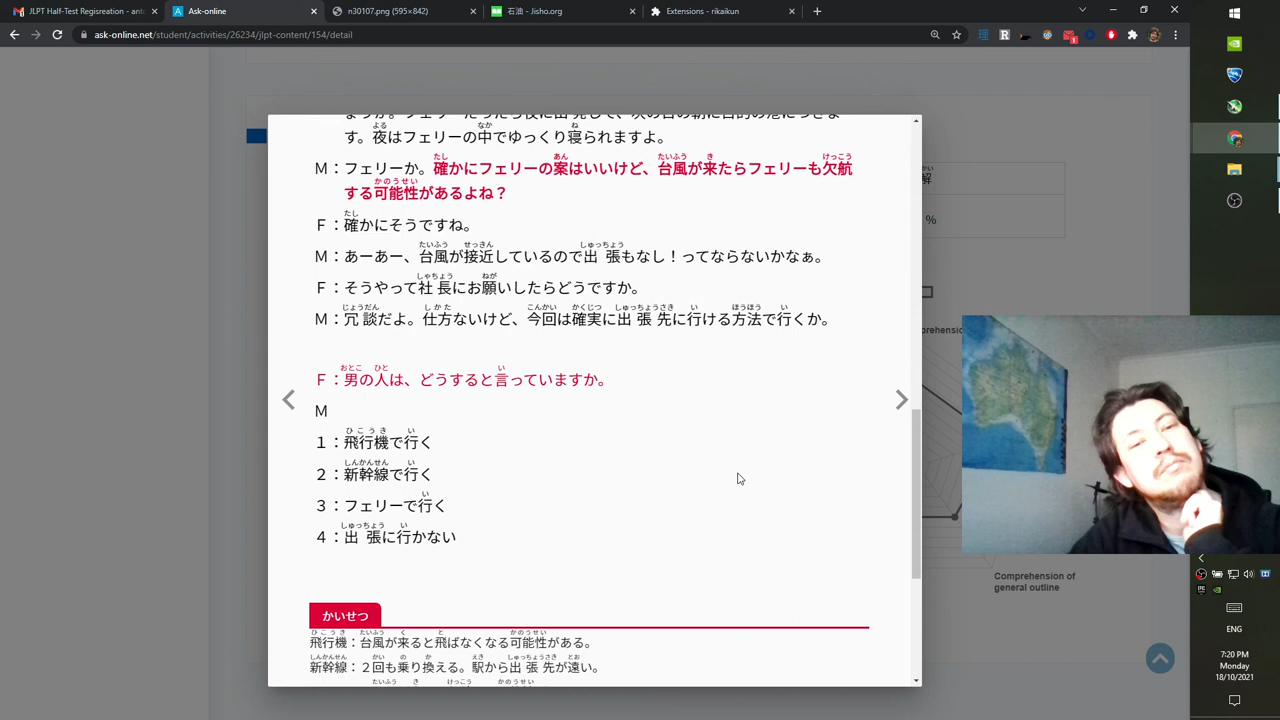 JLPT Half-Test Regisreation - ant
Ask-online
n30107.png (595×842)
石油 - Jisho.org
Extensions - rikaikun
ask-online.net/student/activities/26234/jlpt-content/154/detail
す。夜はフェリーの中でゆっくり寝られますよ。
M：フェリーか。確かにフェリーの案はいいけど、台風が来たらフェリーも欠航
する可能性があるよね？
F：確かにそうですね。
M：あーあー、台風が接近しているので出張もなし！ってならないかなぁ。
F：そうやって社長にお願いしたらどうですか。
M：冗談だよ。仕方ないけど、今回は確実に出張先に行ける方法で行くか。
F：男の人は、どうすると言っていますか。
M
1：飛行機で行く
2：新幹線で行く
3：フェリーで行く
4：出張に行かない
かいせつ
飛行機：台風が来ると飛ばなくなる可能性がある。
新幹線：２回も乗り換える。駅から出張先が遠い。
解
%
prehension
Comprehension of
general outline
ENG
7:20 PM
Monday
18/10/2021